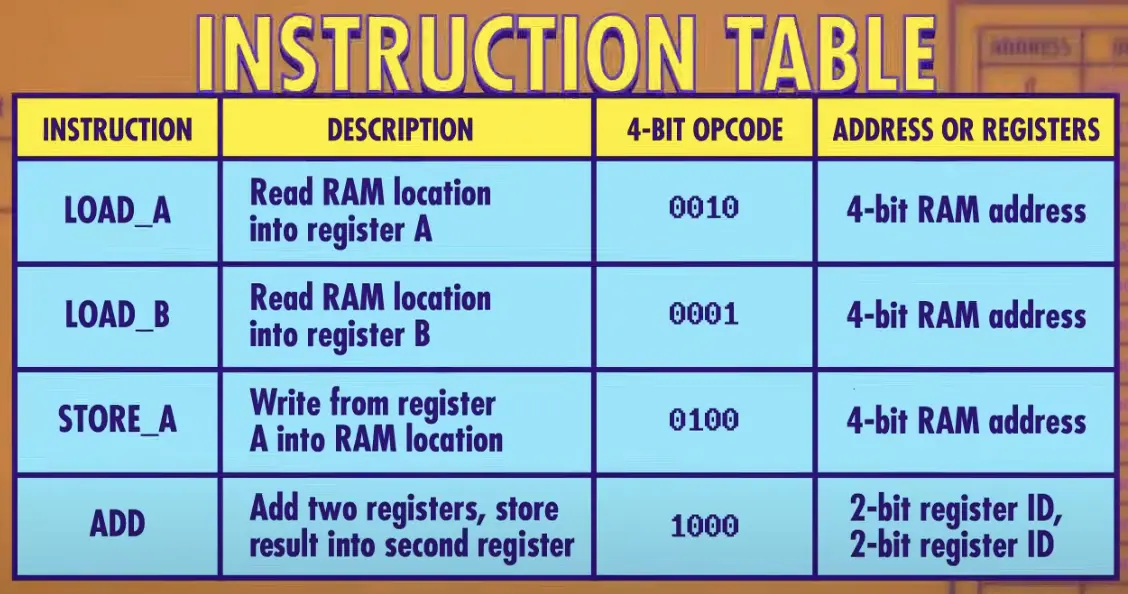 INSTRUCTION TABLE
INSTRUCTION DESCRIPTION 4-BIT OPCODE ADDRESS OR REGISTERS
LOAD_A Read RAM location into register A 0010 4-bit RAM address
LOAD_B Read RAM location into register B 0001 4-bit RAM address
STORE_A Write from register A into RAM location 0100 4-bit RAM address
ADD Add two registers, store result into second register 1000 2-bit register ID, 2-bit register ID
ADDRESS